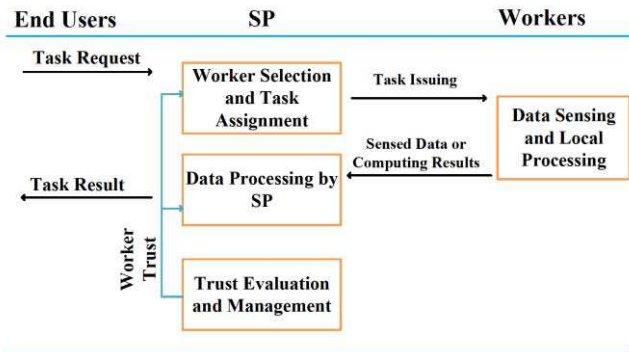 End Users
SP
Workers
Task Request
Worker Selection
and Task
Assignment
Task Issuing
Data Sensing
and Local
Processing
Sensed Data or
Computing Results
Task Result
Data Processing by
SP
Worker
Trust
Trust Evaluation
and Management